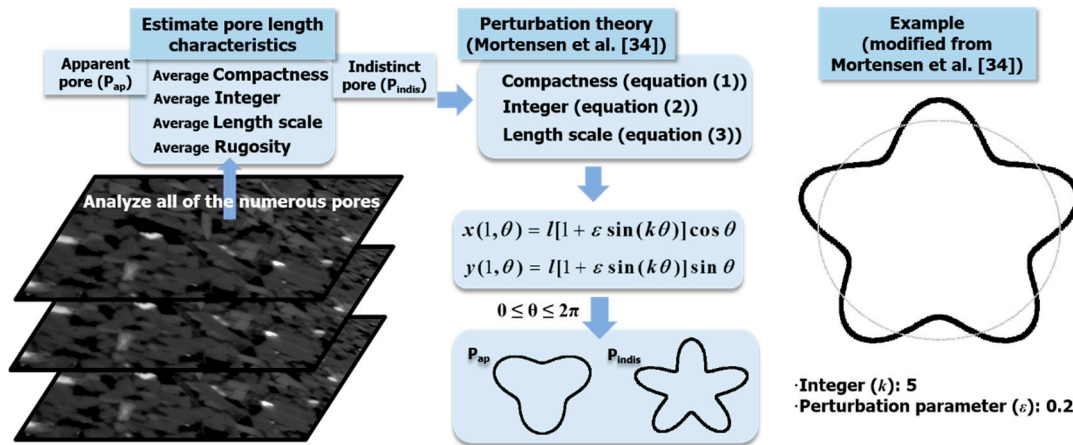 Estimate pore length
characteristics
Apparent
pore (Pap)
Indistinct
pore (Pindis)
Average Compactness
Average Integer
Average Length scale
Average Rugosity
Analyze all of the numerous pores
Perturbation theory
(Mortensen et al. [34])
Compactness (equation (1))
Integer (equation (2))
Length scale (equation (3))
x(1,θ) = l[1 + ε sin(kθ)] cos θ
y(1,θ) = l[1 + ε sin(kθ)] sin θ
0 ≤ θ ≤ 2π
Pap
Pindis
Example
(modified from
Mortensen et al. [34])
·Integer (k): 5
·Perturbation parameter (ε): 0.2